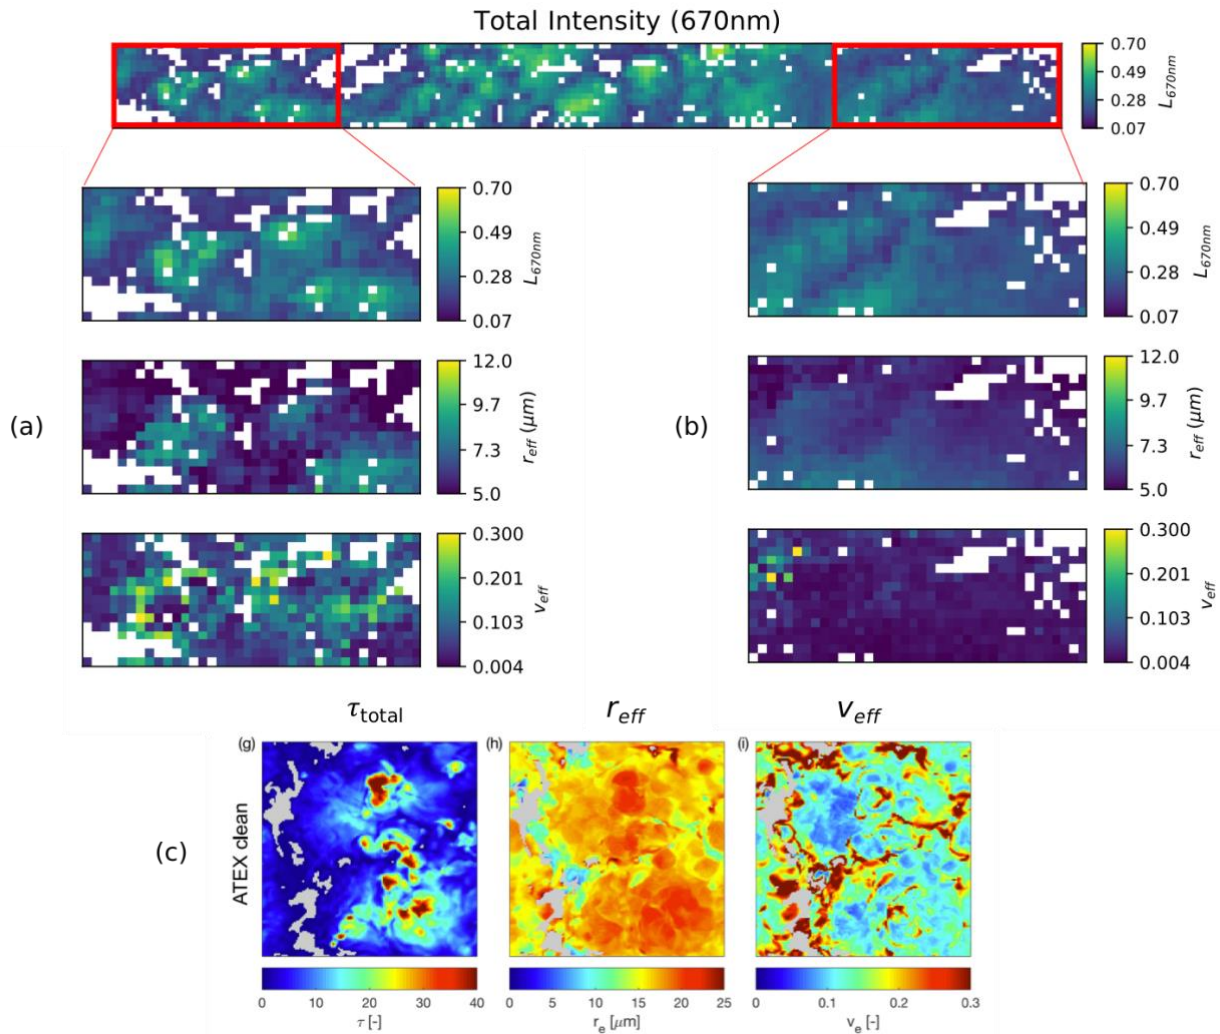 Total Intensity (670nm)
0.70
0.49
0.28
0.07
L670nm
0.70
0.49
0.28
0.07
L670nm
0.70
0.49
0.28
0.07
L670nm
(a)
12.0
9.7
7.3
5.0
reff (μm)
(b)
12.0
9.7
7.3
5.0
reff (μm)
0.300
0.201
0.103
0.004
veff
0.300
0.201
0.103
0.004
veff
τtotal
reff
veff
(c)
ATEX clean
(g)
(h)
(i)
0 10 20 30 40
τ [-]
0 5 10 15 20 25
re [μm]
0 0.1 0.2 0.3
ve [-]